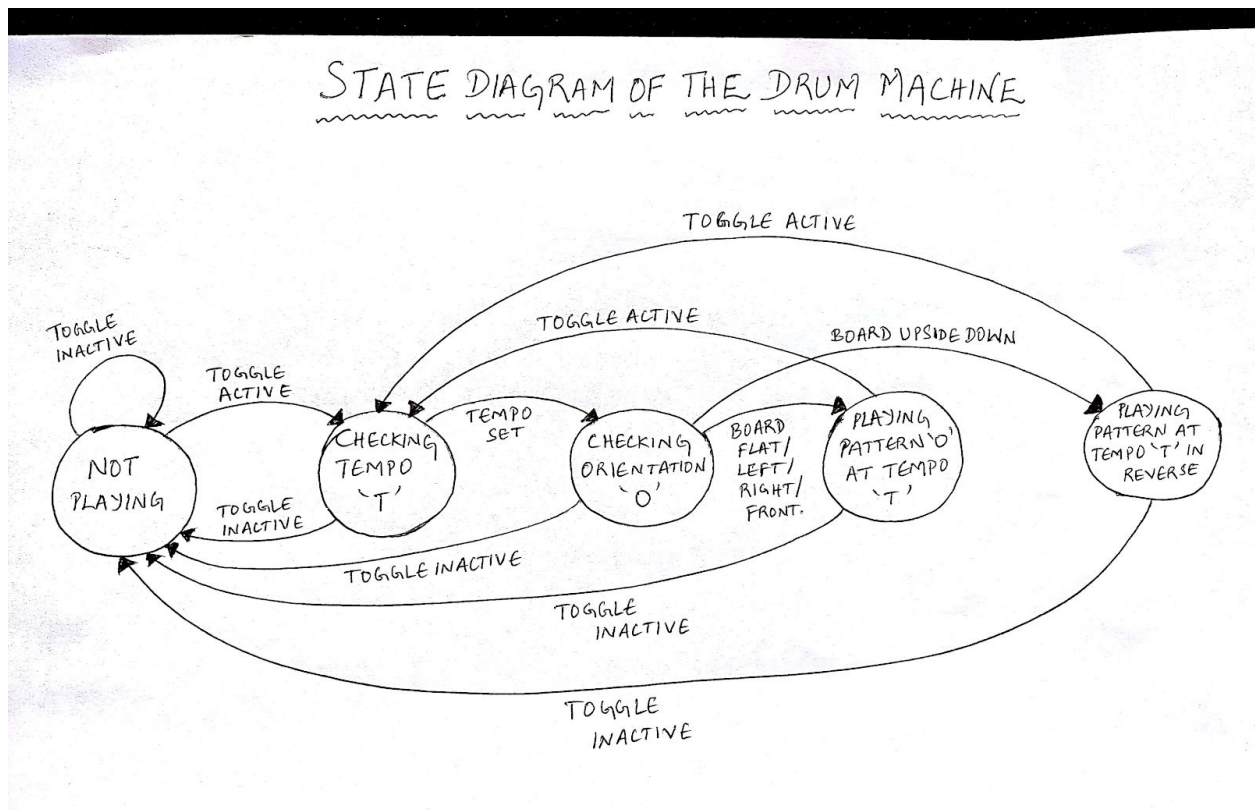 STATE DIAGRAM OF THE DRUM MACHINE
TOGGLE ACTIVE
TOGGLE ACTIVE
BOARD UPSIDE DOWN
TOGGLE
INACTIVE
TOGGLE
ACTIVE
TEMPO
SET
NOT
PLAYING
CHECKING
TEMPO
'T'
CHECKING
ORIENTATION
'O'
BOARD
FLAT/
LEFT/
RIGHT/
FRONT.
PLAYING
PATTERN 'O'
AT TEMPO
'T'
PLAYING
PATTERN AT
TEMPO 'T' IN
REVERSE
TOGGLE
INACTIVE
TOGGLE INACTIVE
TOGGLE
INACTIVE
TOGGLE
INACTIVE